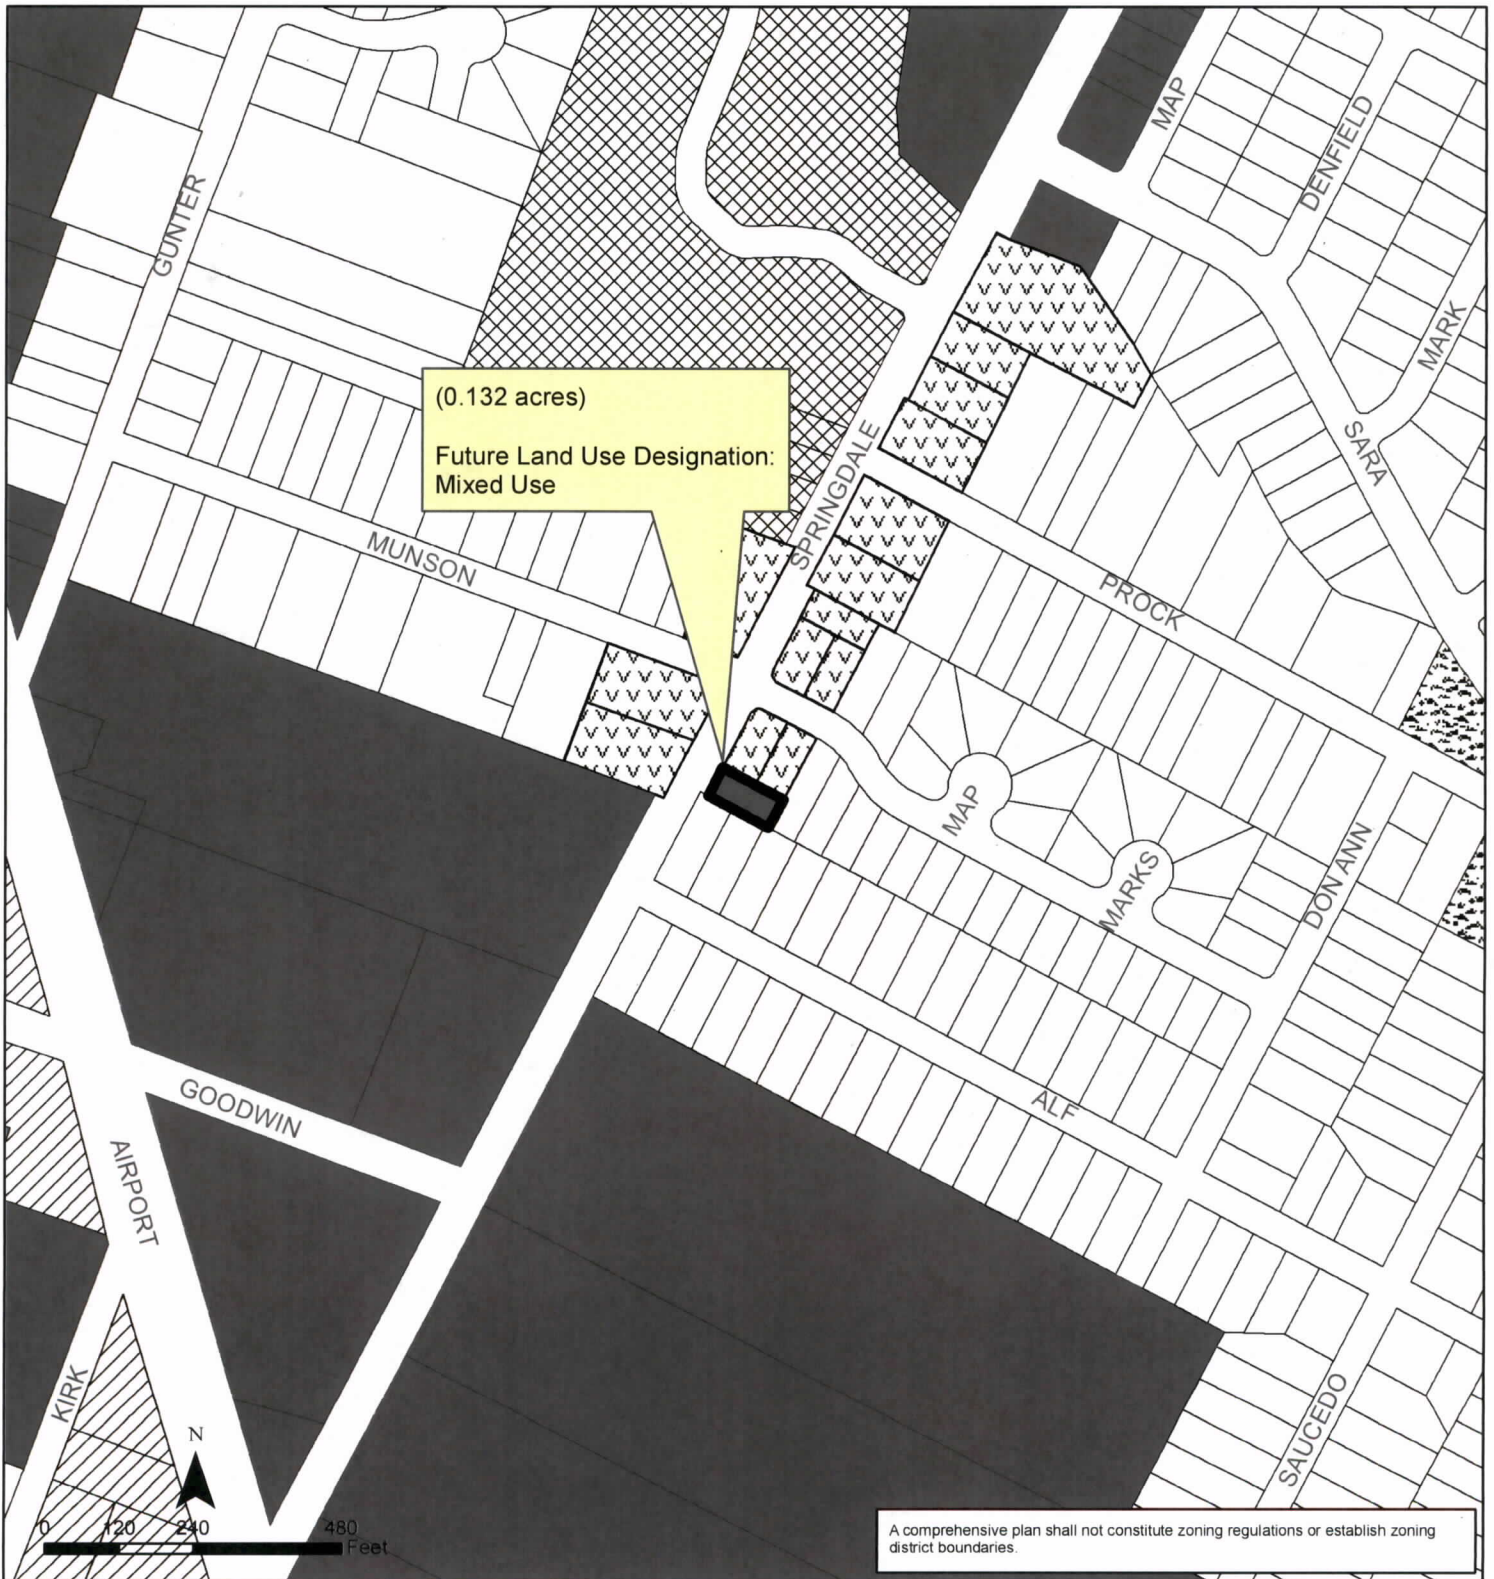 MAP
DENFIELD
GUNTER
MARK
(0.132 acres)
Future Land Use Designation:
Mixed Use
SPRINGDALE
SARA
MUNSON
PROCK
MAP
MARKS
DON ANN
GOODWIN
ALF
AIRPORT
KIRK
SAUCEDO
N
0 120 240 480
Feet
A comprehensive plan shall not constitute zoning regulations or establish zoning
district boundaries.